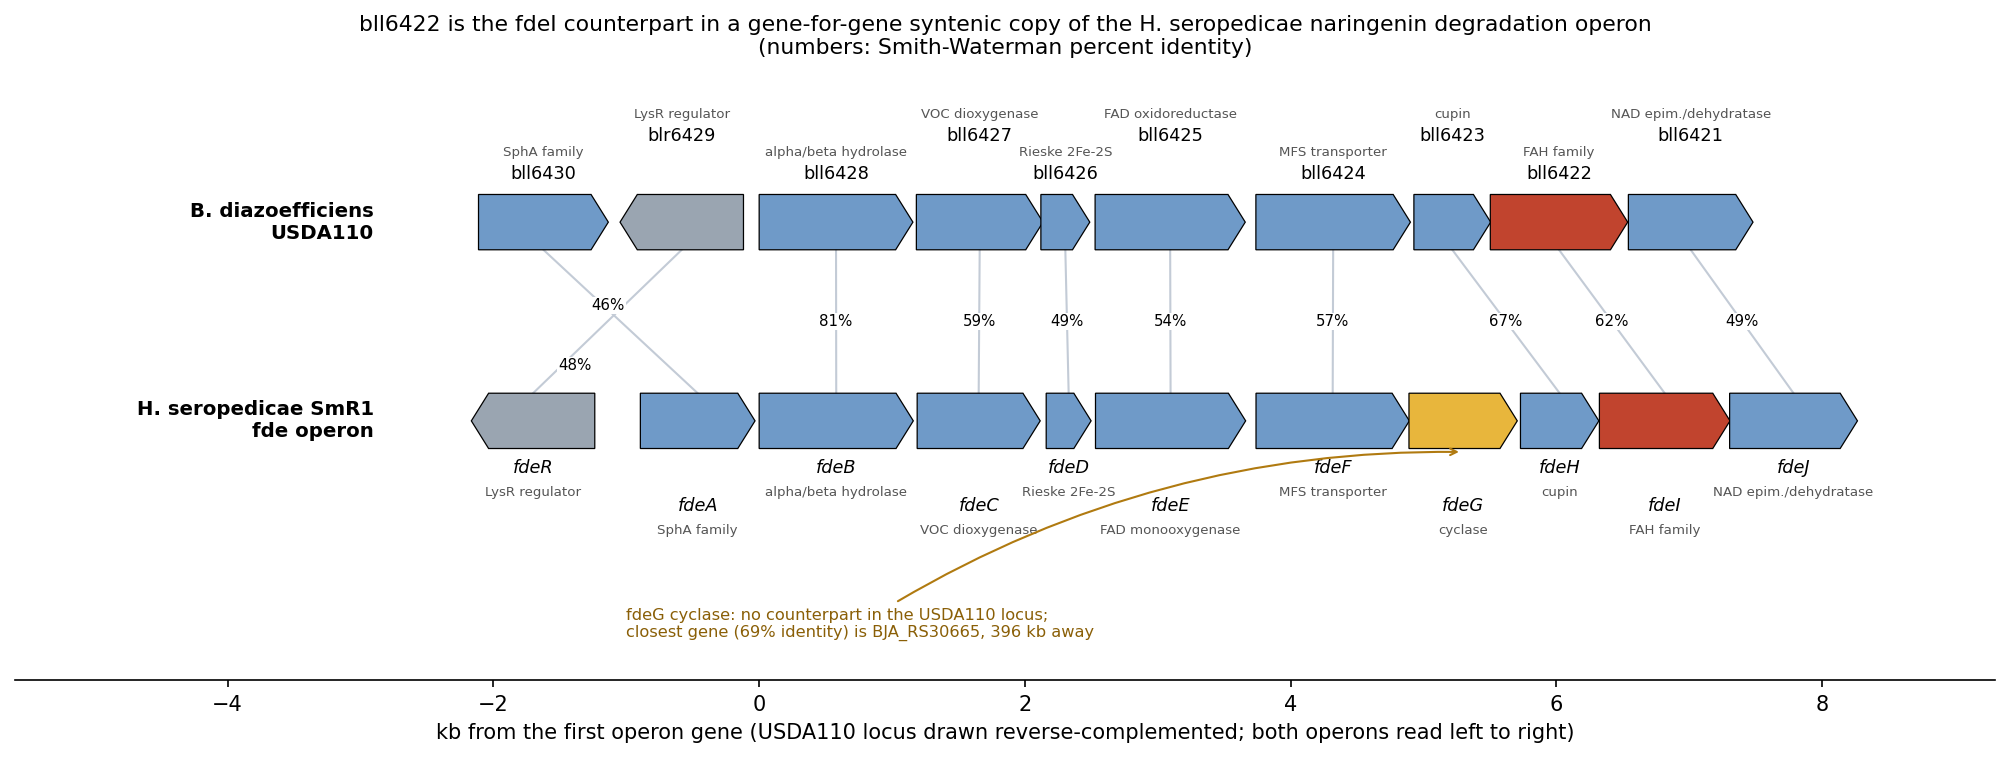 bll6422 is the fdeI counterpart in a gene-for-gene syntenic copy of the H. seropedicae naringenin degradation operon
(numbers: Smith-Waterman percent identity)
LysR regulator
VOC dioxygenase
FAD oxidoreductase
cupin
NAD epim./dehydratase
blr6429
bll6427
bll6425
bll6423
bll6421
SphA family
alpha/beta hydrolase
Rieske 2Fe-2S
MFS transporter
FAH family
bll6430
bll6428
bll6426
bll6424
bll6422
B. diazoefficiens
USDA110
46%
81%
59%
49%
54%
57%
67%
62%
49%
48%
H. seropedicae SmR1
fde operon
fdeR
fdeB
fdeD
fdeF
fdeH
fdeJ
LysR regulator
alpha/beta hydrolase
Rieske 2Fe-2S
MFS transporter
cupin
NAD epim./dehydratase
fdeA
fdeC
fdeE
fdeG
fdeI
SphA family
VOC dioxygenase
FAD monooxygenase
cyclase
FAH family
fdeG cyclase: no counterpart in the USDA110 locus;
closest gene (69% identity) is BJA_RS30665, 396 kb away
−4
−2
0
2
4
6
8
kb from the first operon gene (USDA110 locus drawn reverse-complemented; both operons read left to right)